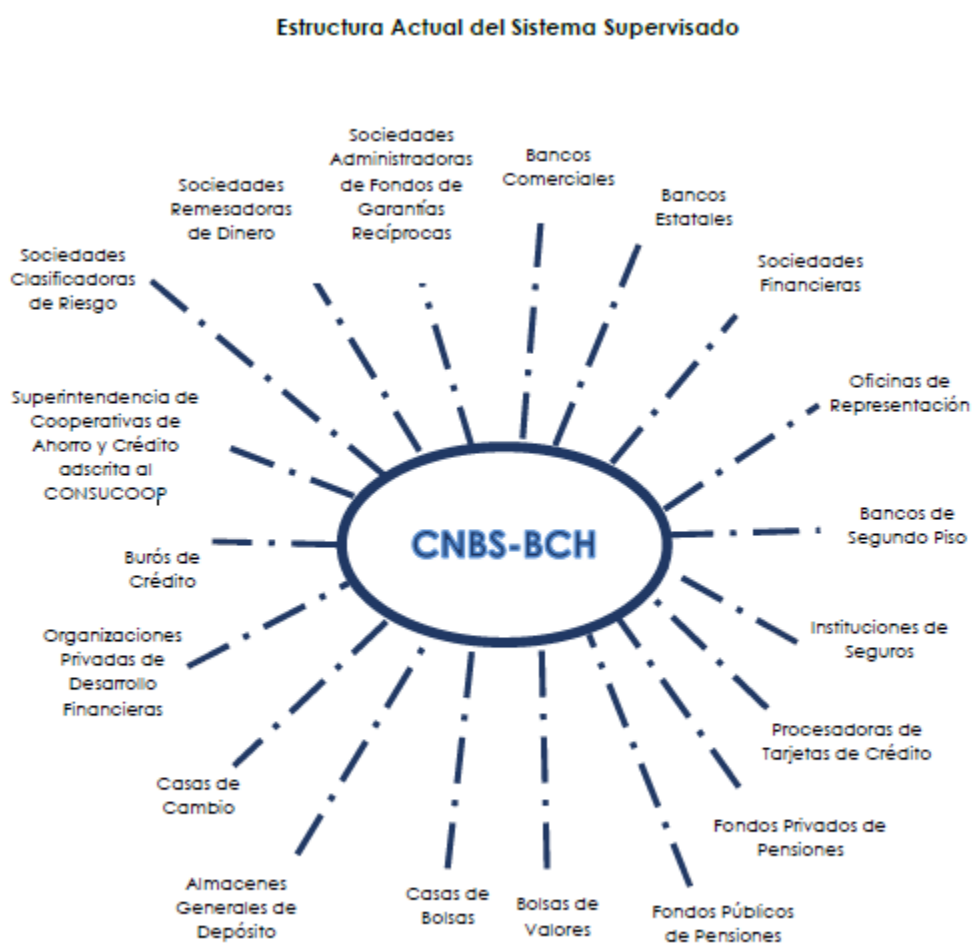 Estructura Actual del Sistema Supervisado
Sociedades
Administradoras
de Fondos de
Garantías
Recíprocas
Bancos
Comerciales
Bancos
Estatales
Sociedades
Financieras
Oficinas de
Representación
Bancos de
Segundo Piso
Instituciones de
Seguros
Procesadoras de
Tarjetas de Crédito
Fondos Privados de
Pensiones
Fondos Públicos
de Pensiones
Bolsas de
Valores
Casas de
Bolsas
Almacenes
Generales de
Depósito
Casas de
Cambio
Organizaciones
Privadas de
Desarrollo
Financieras
Burós de
Crédito
Superintendencia de
Cooperativas de
Ahorro y Crédito
adscrita al
CONSUCOOP
Sociedades
Clasificadoras
de Riesgo
Sociedades
Remesadoras
de Dinero
CNBS-BCH